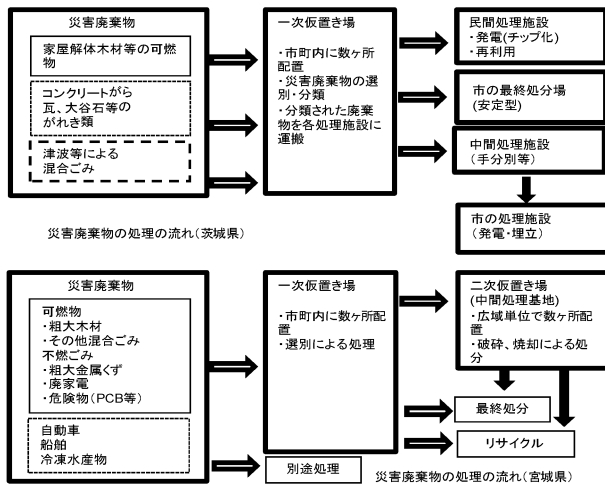 災害廃棄物
家屋解体木材等の可燃
物
コンクリートがら
瓦、大谷石等の
がれき類
津波等による
混合ごみ
一次仮置き場
・市町内に数ヶ所
配置
・災害廃棄物の選
別・分類
・分類された廃棄
物を各処理施設に
運搬
民間処理施設
・発電(チップ化)
・再利用
市の最終処分場
(安定型)
中間処理施設
(手分別等)
市の処理施設
(発電・埋立)
災害廃棄物の処理の流れ(茨城県)
災害廃棄物
可燃物
・粗大木材
・その他混合ごみ
不燃ごみ
・粗大金属くず
・廃家電
・危険物(PCB等)
自動車
船舶
冷凍水産物
一次仮置き場
・市町内に数ヶ所配
置
・選別による処理
二次仮置き場
(中間処理基地)
・広域単位で数ヶ所配
置
・破砕、焼却による処
分
最終処分
リサイクル
別途処理
災害廃棄物の処理の流れ(宮城県)